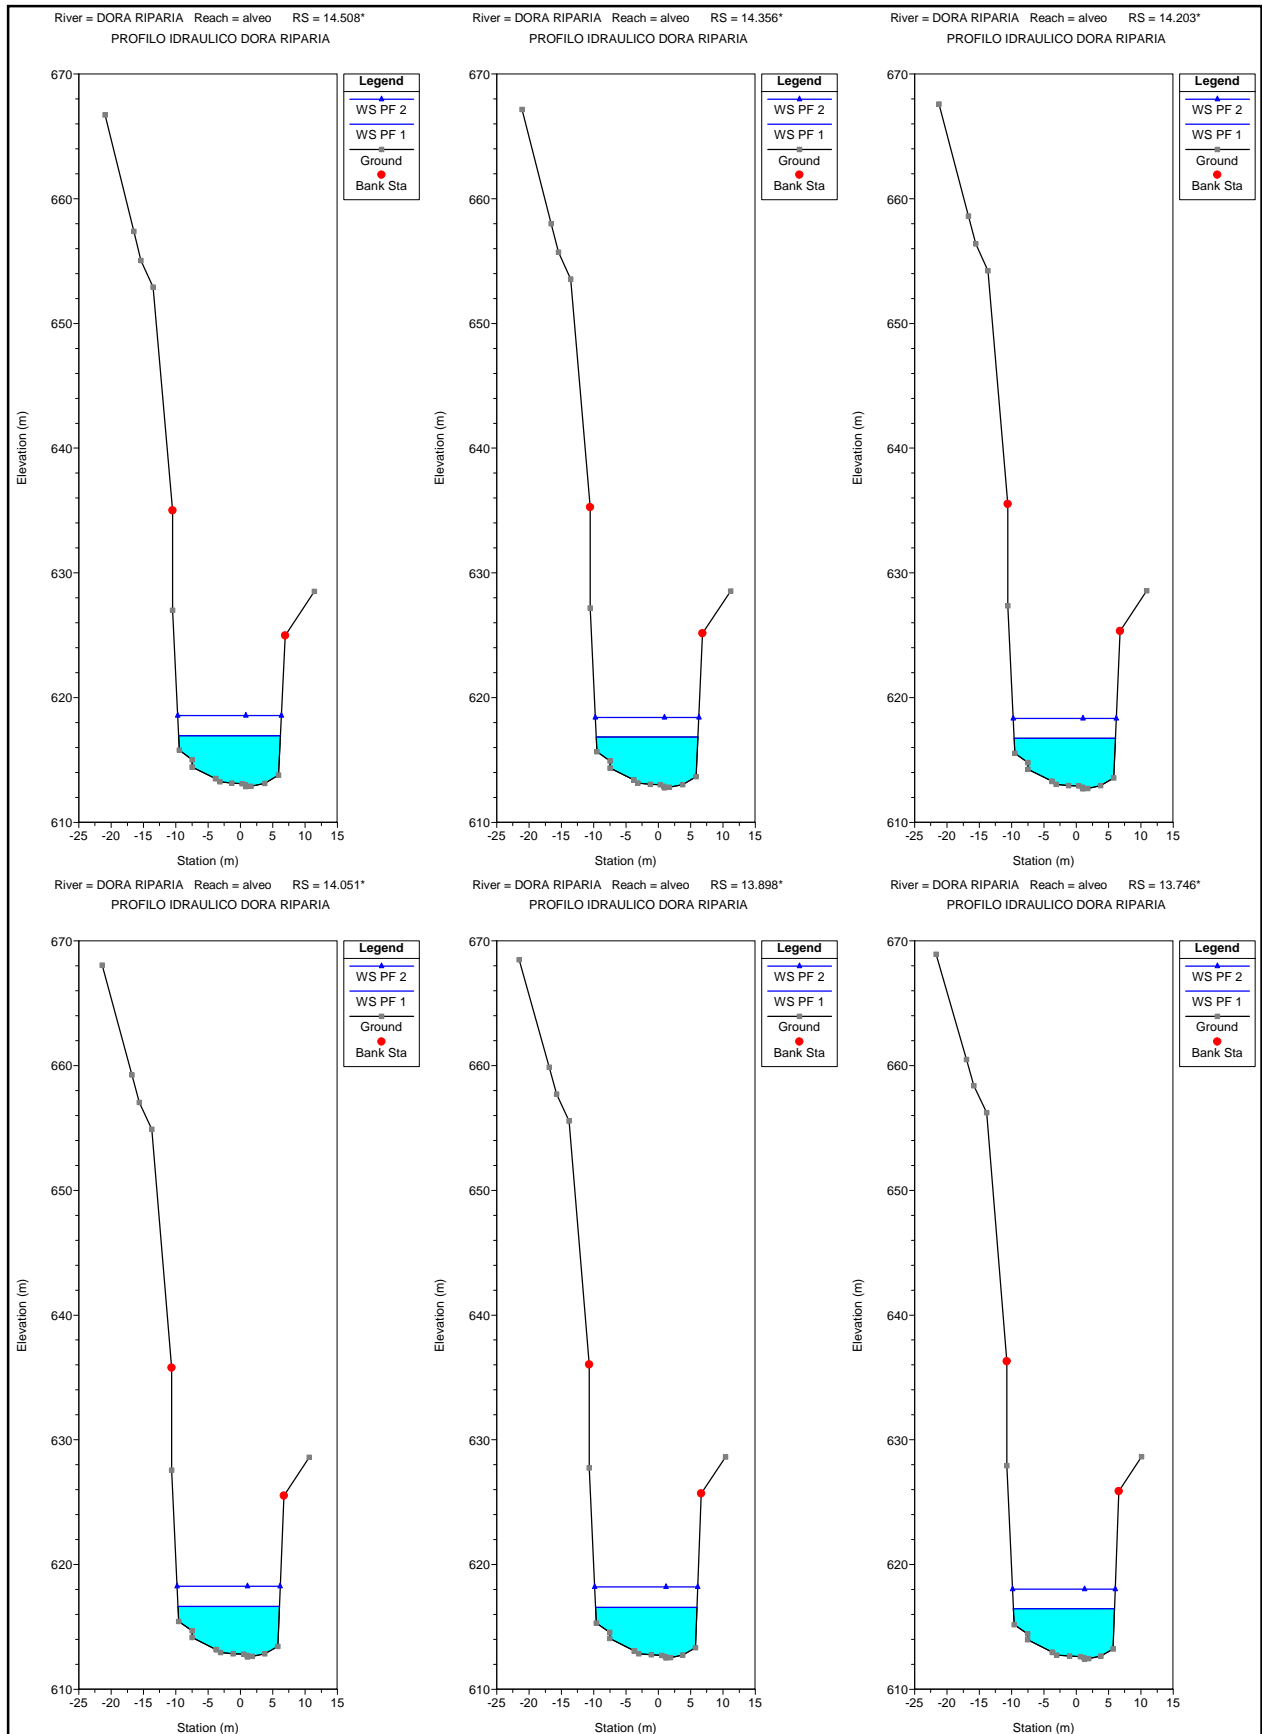 River = DORA RIPARIA Reach = alveo RS = 14.508*
PROFILO IDRAULICO DORA RIPARIA
670
660
650
640
630
620
610
-25 -20 -15 -10 -5 0 5 10 15
Station (m)
Elevation (m)
Legend
WS PF 2
WS PF 1
Ground
Bank Sta
River = DORA RIPARIA Reach = alveo RS = 14.356*
PROFILO IDRAULICO DORA RIPARIA
670
660
650
640
630
620
610
-25 -20 -15 -10 -5 0 5 10 15
Station (m)
Elevation (m)
Legend
WS PF 2
WS PF 1
Ground
Bank Sta
River = DORA RIPARIA Reach = alveo RS = 14.203*
PROFILO IDRAULICO DORA RIPARIA
670
660
650
640
630
620
610
-25 -20 -15 -10 -5 0 5 10 15
Station (m)
Elevation (m)
Legend
WS PF 2
WS PF 1
Ground
Bank Sta
River = DORA RIPARIA Reach = alveo RS = 14.051*
PROFILO IDRAULICO DORA RIPARIA
670
660
650
640
630
620
610
-25 -20 -15 -10 -5 0 5 10 15
Station (m)
Elevation (m)
Legend
WS PF 2
WS PF 1
Ground
Bank Sta
River = DORA RIPARIA Reach = alveo RS = 13.898*
PROFILO IDRAULICO DORA RIPARIA
670
660
650
640
630
620
610
-25 -20 -15 -10 -5 0 5 10 15
Station (m)
Elevation (m)
Legend
WS PF 2
WS PF 1
Ground
Bank Sta
River = DORA RIPARIA Reach = alveo RS = 13.746*
PROFILO IDRAULICO DORA RIPARIA
670
660
650
640
630
620
610
-25 -20 -15 -10 -5 0 5 10 15
Station (m)
Elevation (m)
Legend
WS PF 2
WS PF 1
Ground
Bank Sta